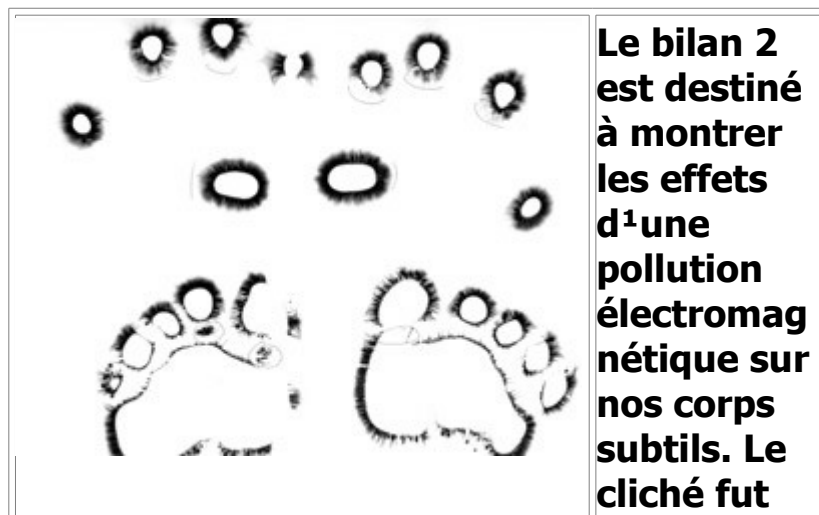 Le bilan 2
est destiné
à montrer
les effets
d¹une
pollution
électromag
nétique sur
nos corps
subtils. Le
cliché fut